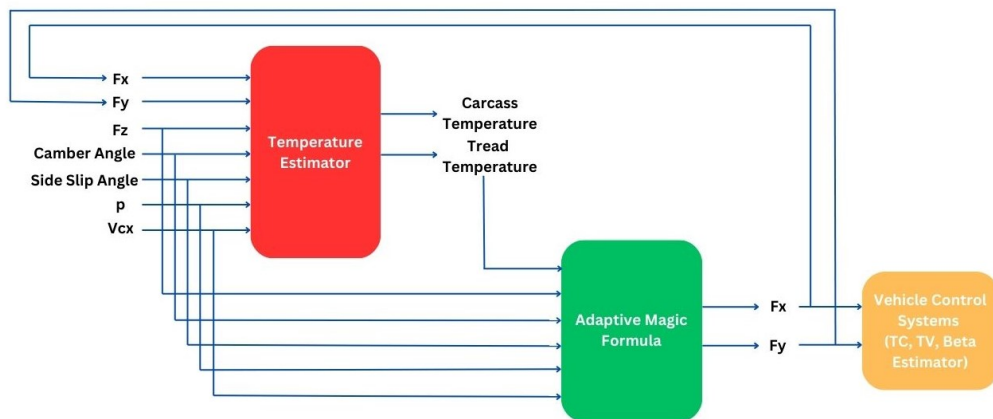 Fx
Fy
Fz
Camber Angle
Side Slip Angle
p
Vcx
Temperature
Estimator
Carcass
Temperature
Tread
Temperature
Adaptive Magic
Formula
Fx
Fy
Vehicle Control
Systems
(TC, TV, Beta
Estimator)